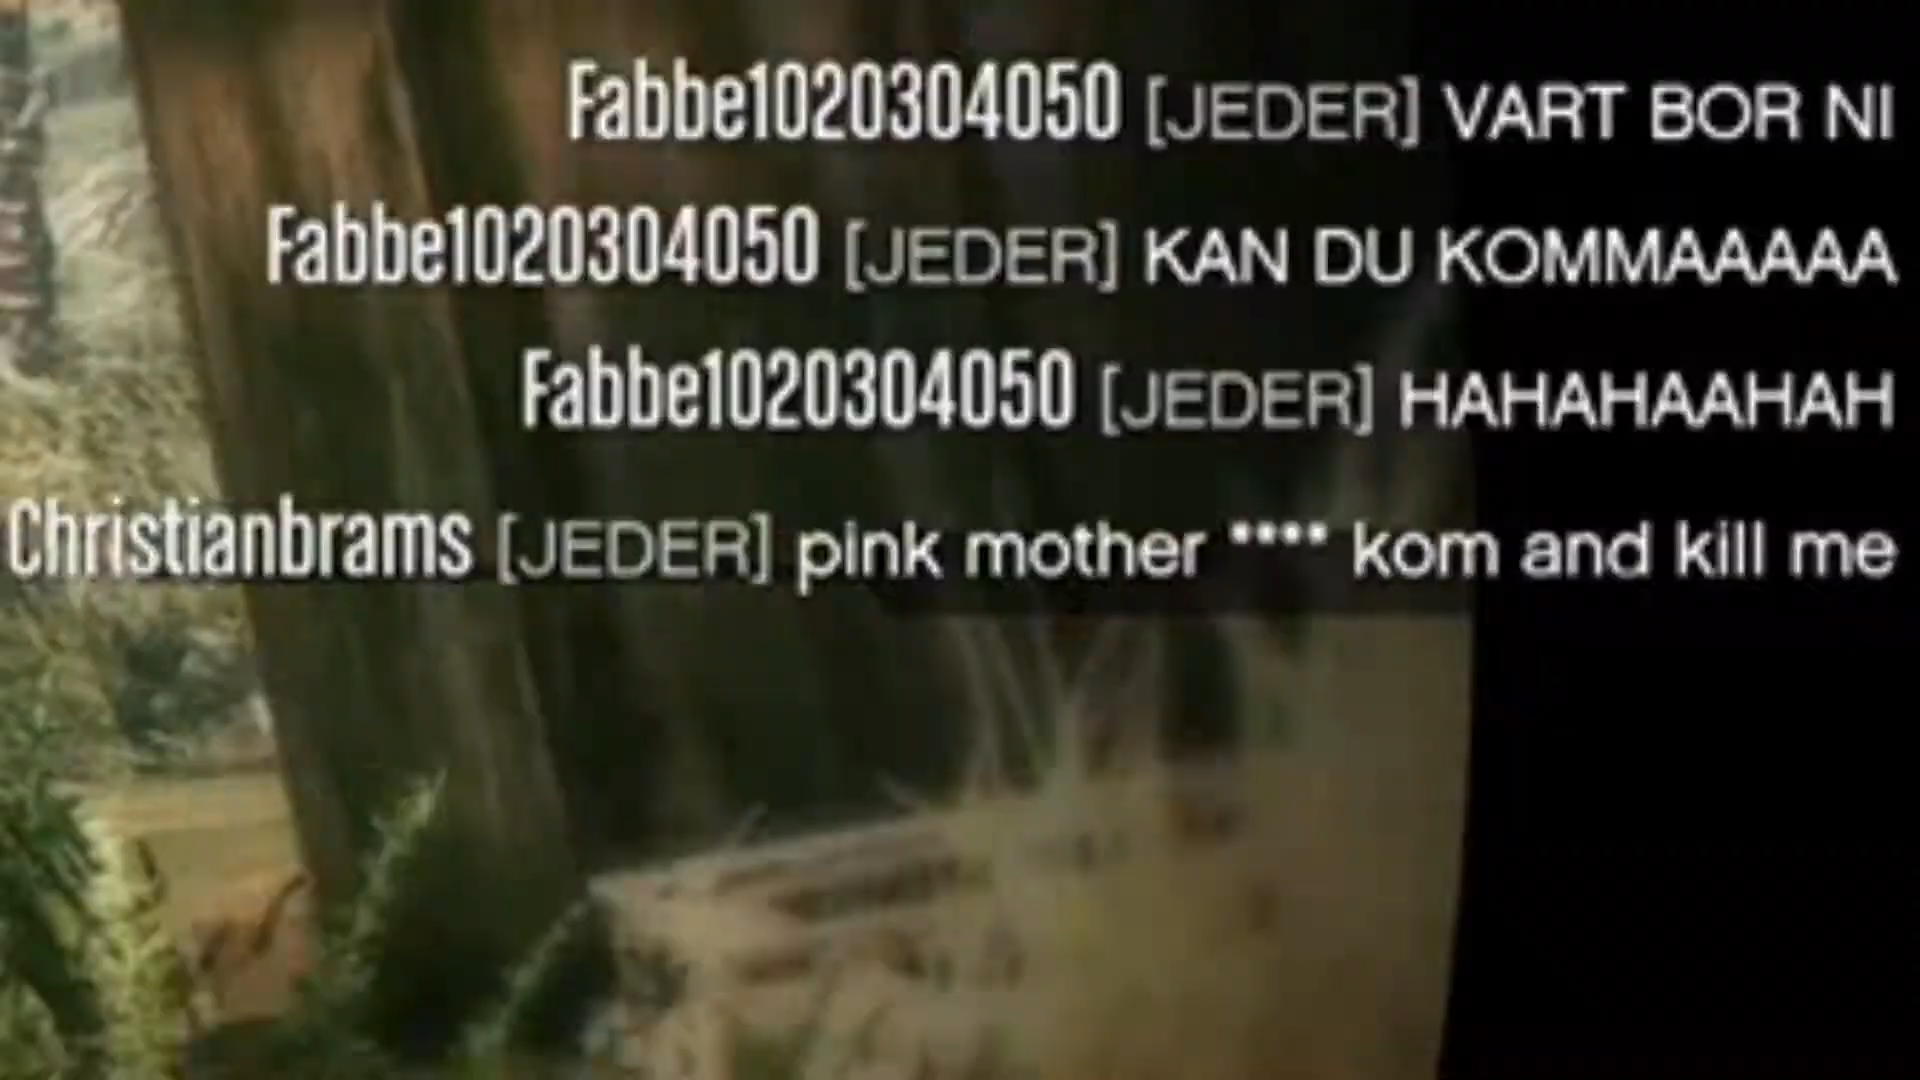 Fabbe1020304050 [JEDER] VART BOR NI
Fabbe1020304050 [JEDER] KAN DU KOMMAAAAA
Fabbe1020304050 [JEDER] HAHAHAAHAH
Christianbrams [JEDER] pink mother **** kom and kill me